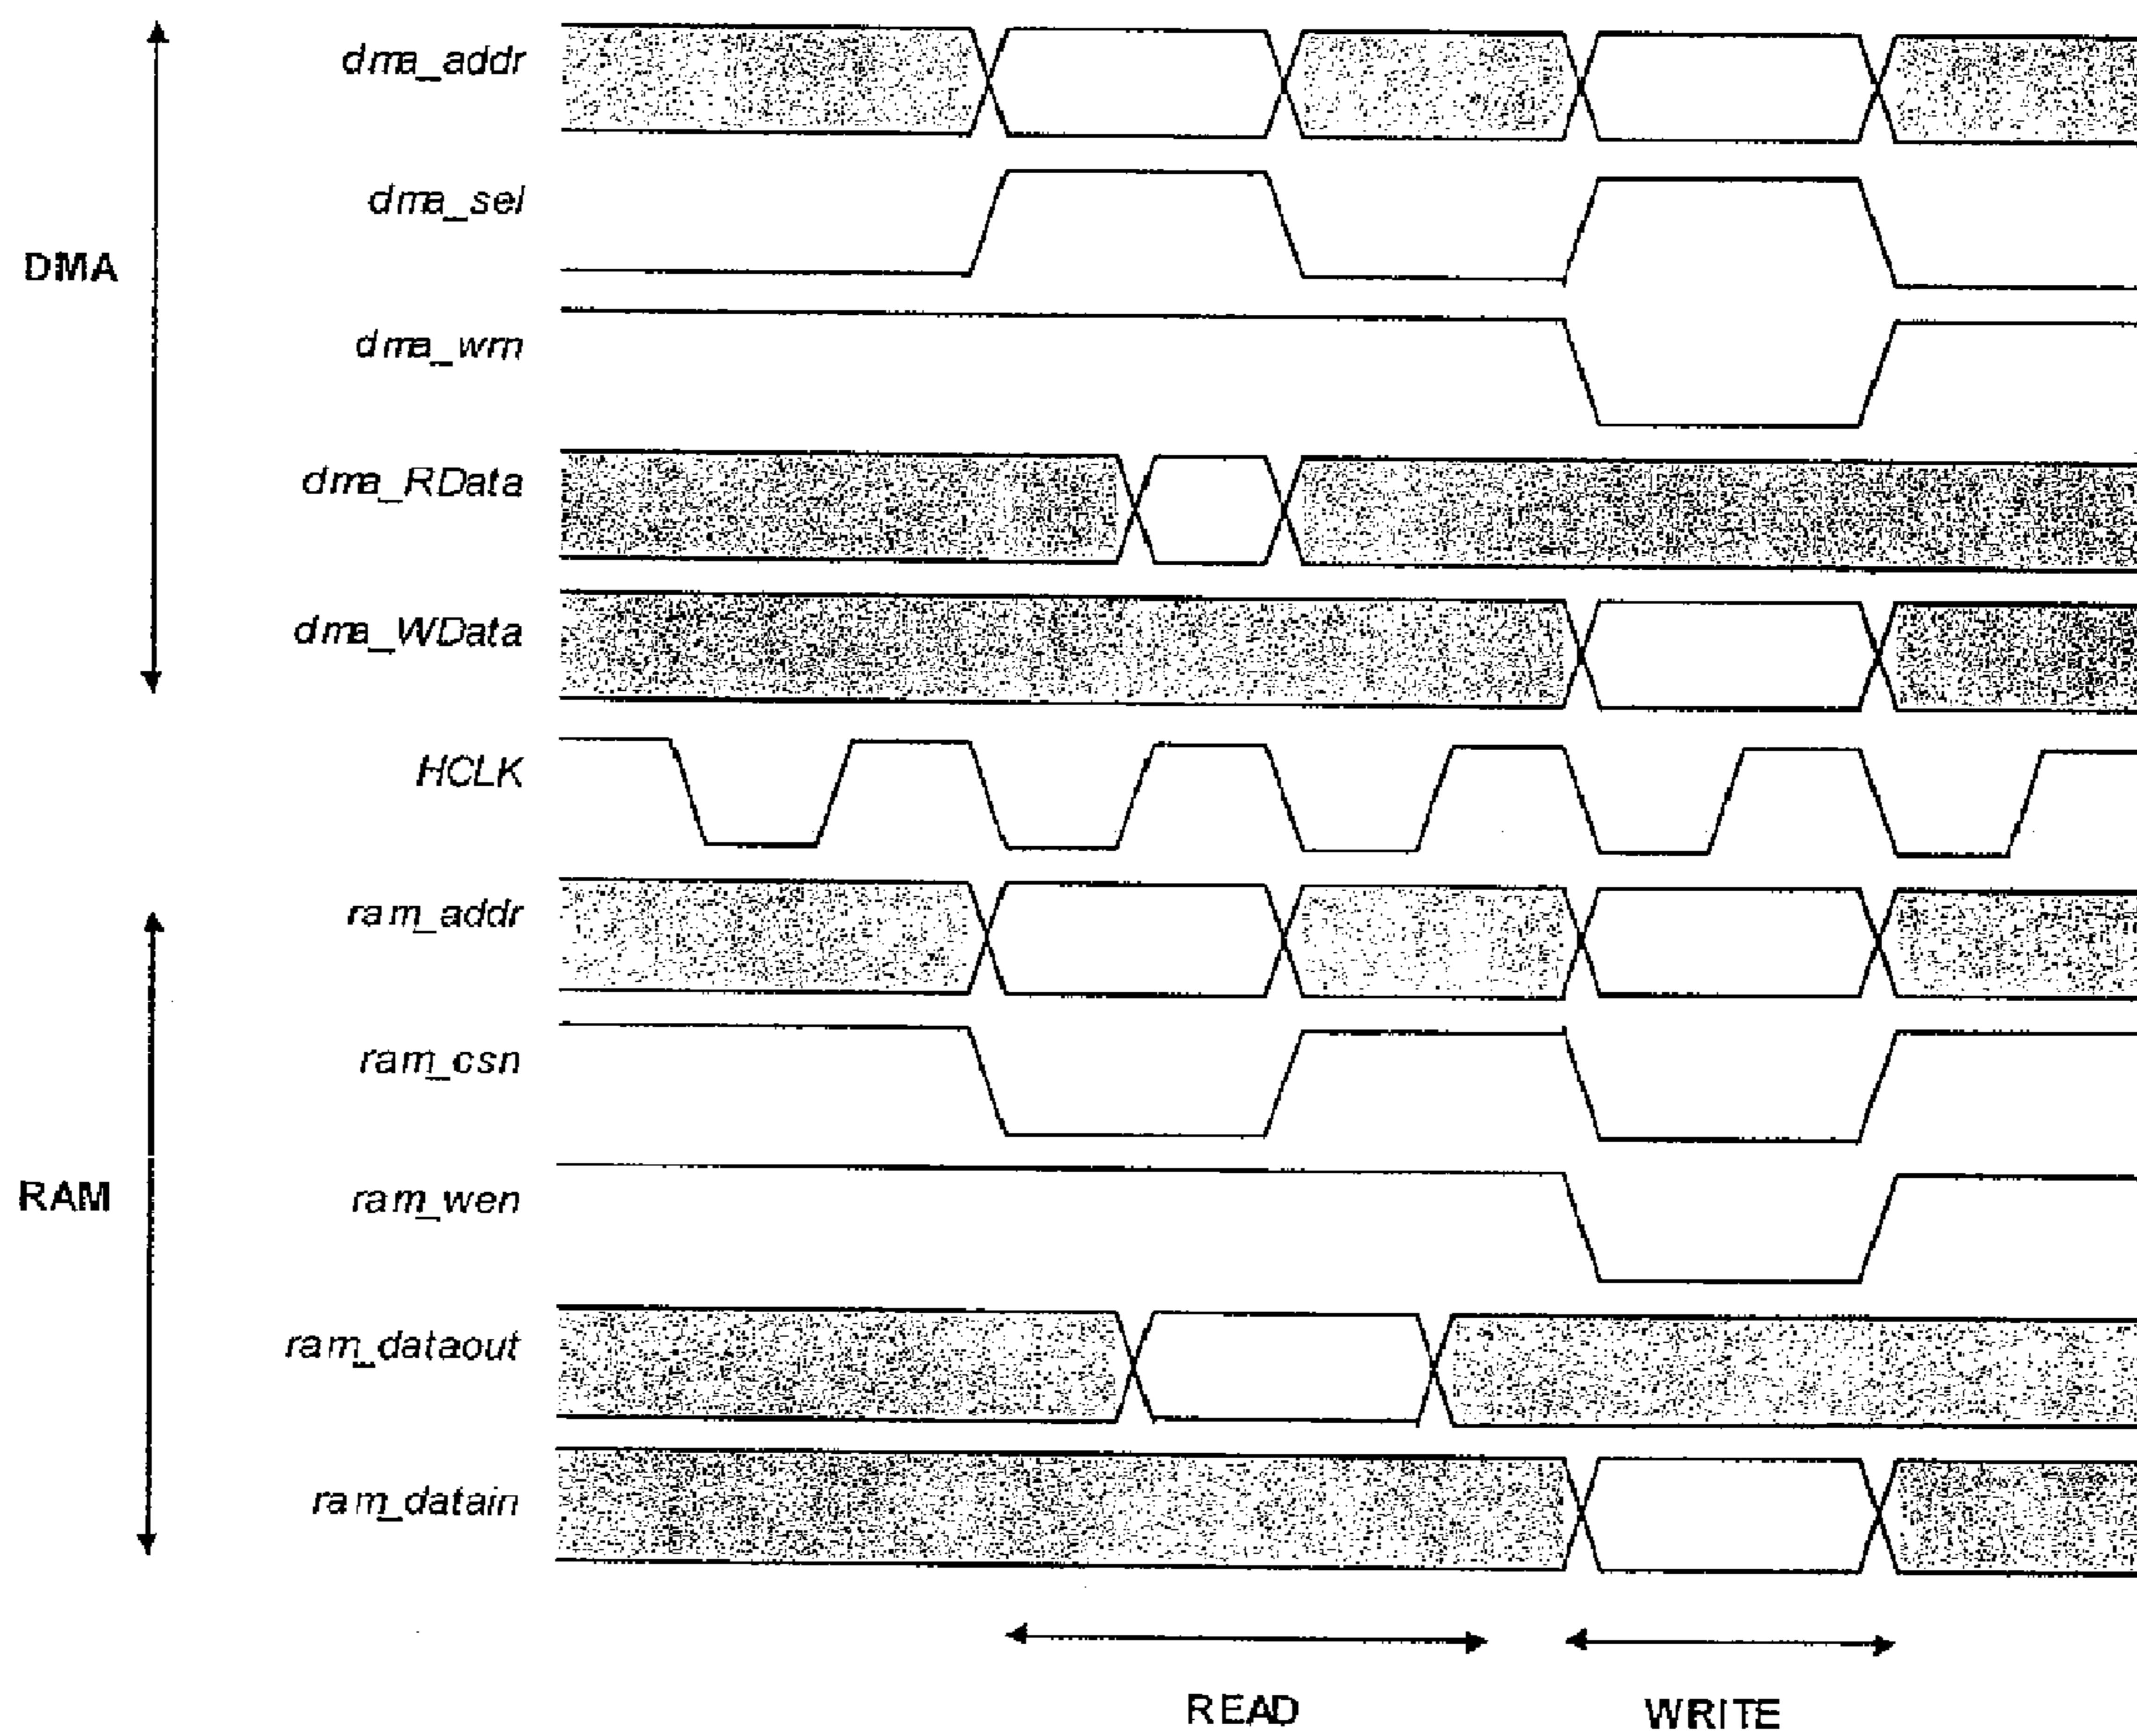 dma_addr
dma_sel
DMA
dma_wrn
dma_RData
dma_WData
HCLK
ram_addr
ram_csn
RAM
ram_wen
ram_dataout
ram_datain
READ WRITE